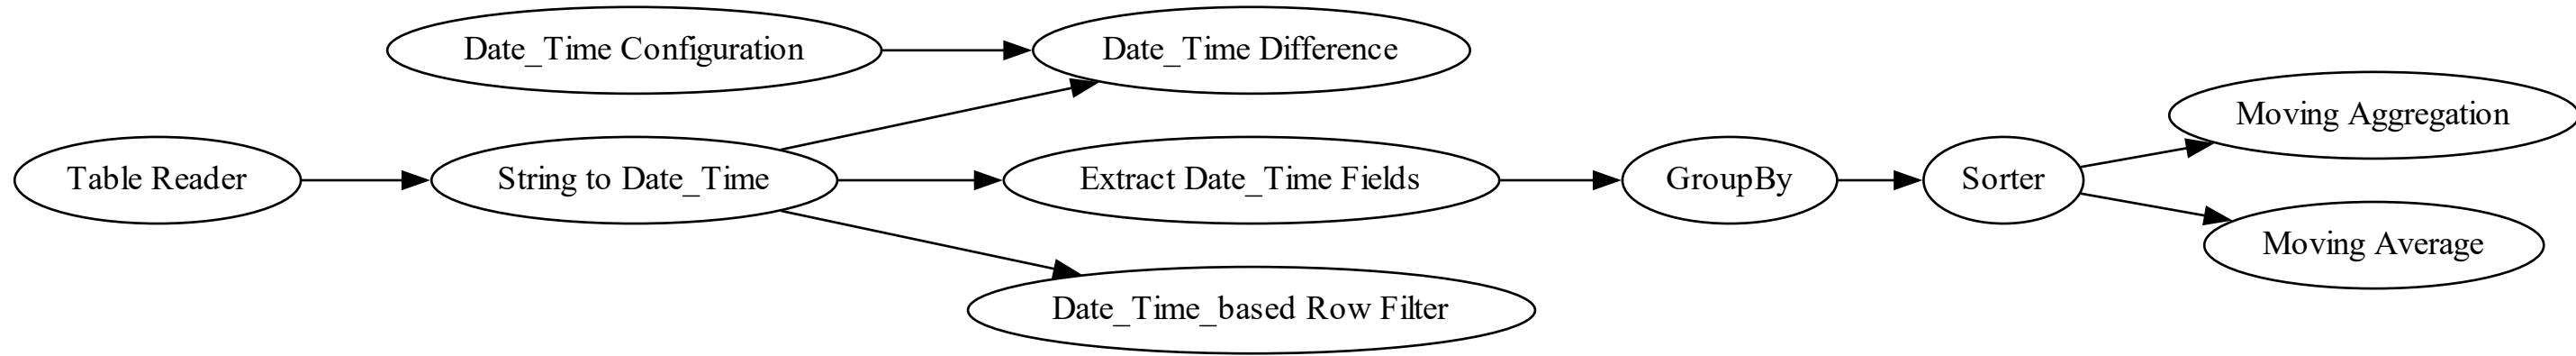 Date_Time Configuration
Date_Time Difference
Table Reader
String to Date_Time
Extract Date_Time Fields
GroupBy
Sorter
Moving Aggregation
Moving Average
Date_Time_based Row Filter